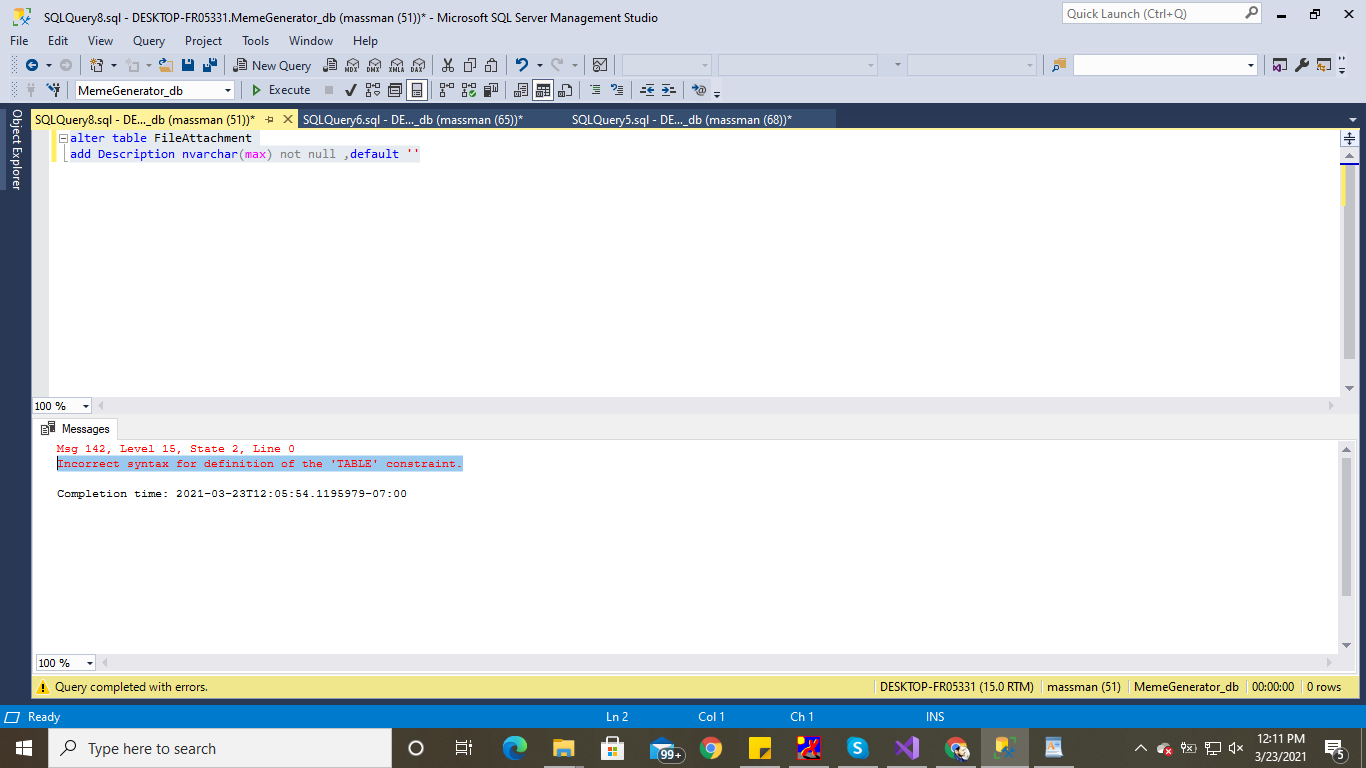 SQLQuery8.sql - DESKTOP-FR05331.MemeGenerator_db (massman (51))* - Microsoft SQL Server Management Studio
Quick Launch (Ctrl+Q)
File Edit View Query Project Tools Window Help
New Query MDX DMX XMLA DAX
MemeGenerator_db Execute
Object Explorer
SQLQuery8.sql - DE..._db (massman (51))* SQLQuery6.sql - DE..._db (massman (65))* SQLQuery5.sql - DE..._db (massman (68))*
alter table FileAttachment
add Description nvarchar(max) not null ,default ''
100 %
Messages
Msg 142, Level 15, State 2, Line 0
Incorrect syntax for definition of the 'TABLE' constraint.
Completion time: 2021-03-23T12:05:54.1195979-07:00
100 %
Query completed with errors. DESKTOP-FR05331 (15.0 RTM) massman (51) MemeGenerator_db 00:00:00 0 rows
Ready Ln 2 Col 1 Ch 1 INS
Type here to search 99+ 12:11 PM
3/23/2021 5